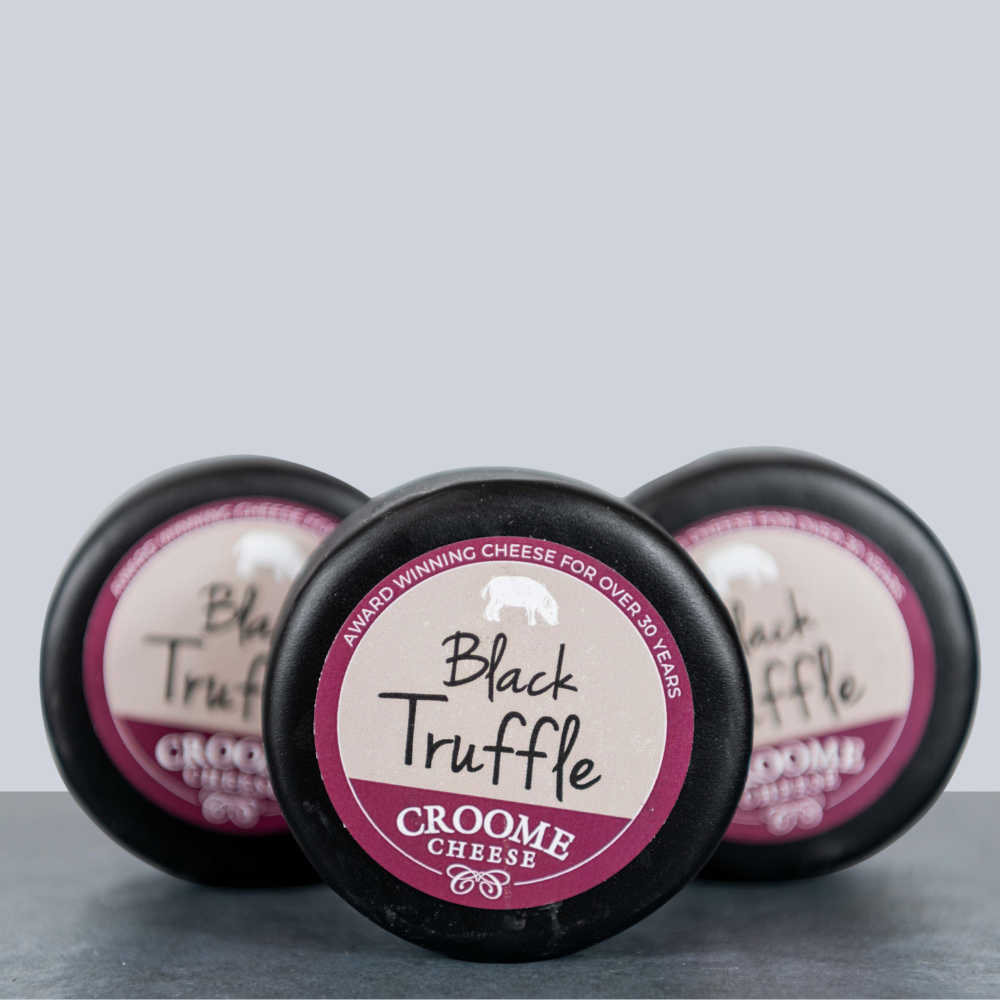 AWARD WINNING CHEESE FOR OVER 30 YEARS
Black
Truffle
CROOME
CHEESE